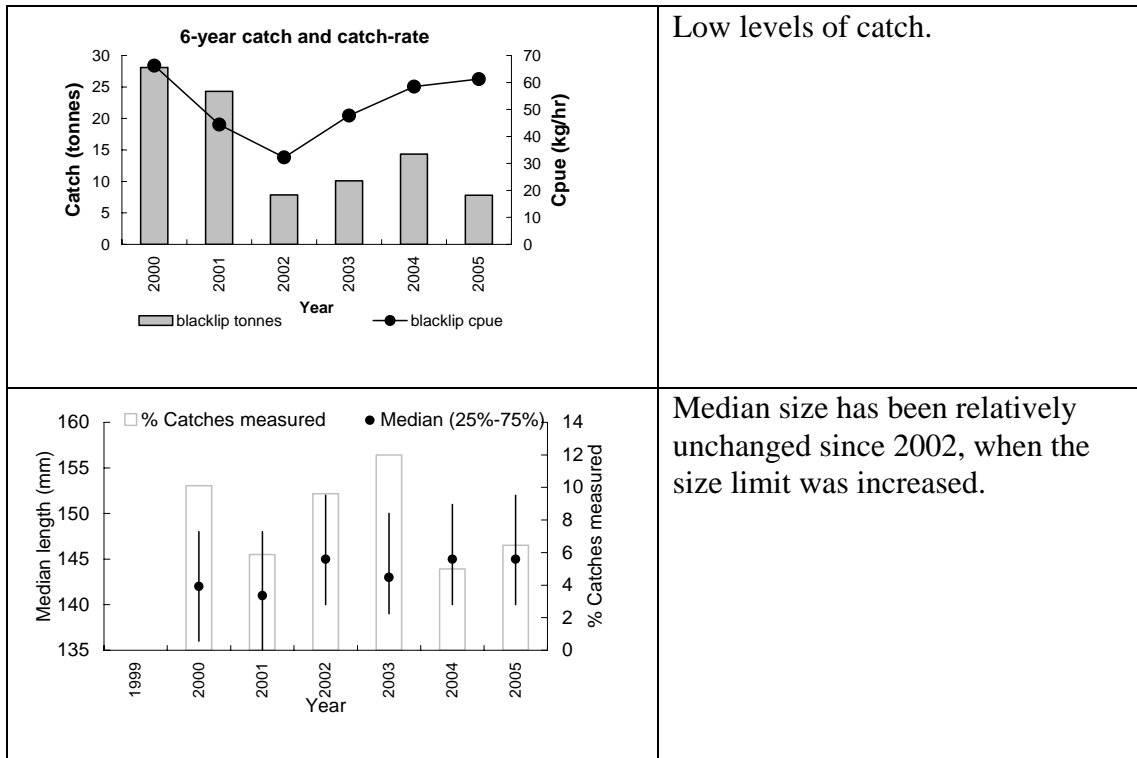 6-year catch and catch-rate
Catch (tonnes)
30
25
20
15
10
5
0
70
60
50
40
30
20
10
0
Cpue (kg/hr)
2000
2001
2002
2003
2004
2005
Year
blacklip tonnes
blacklip cpue
Low levels of catch.
% Catches measured
Median (25%-75%)
Median length (mm)
160
155
150
145
140
135
14
12
10
8
6
4
2
0
% Catches measured
1999
2000
2001
2002
2003
2004
2005
Year
Median size has been relatively
unchanged since 2002, when the
size limit was increased.